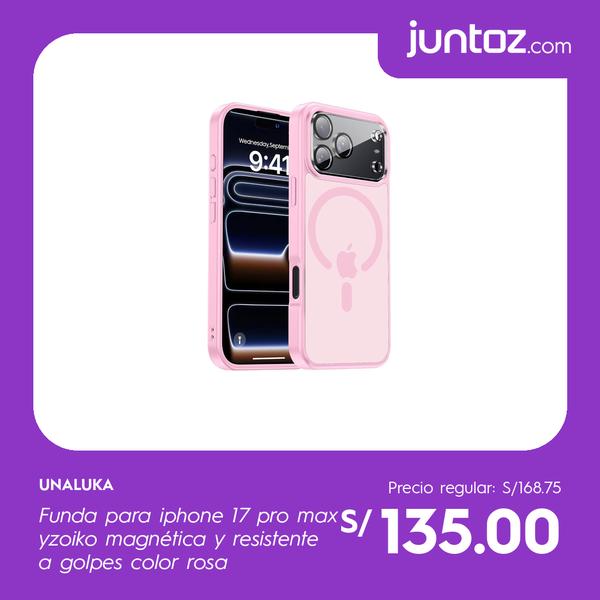 juntoz.com
Wednesday, Septem
9:41
UNALUKA
Precio regular: S/168.75
Funda para iphone 17 pro max
yzoiko magnética y resistente
a golpes color rosa
S/ 135.00